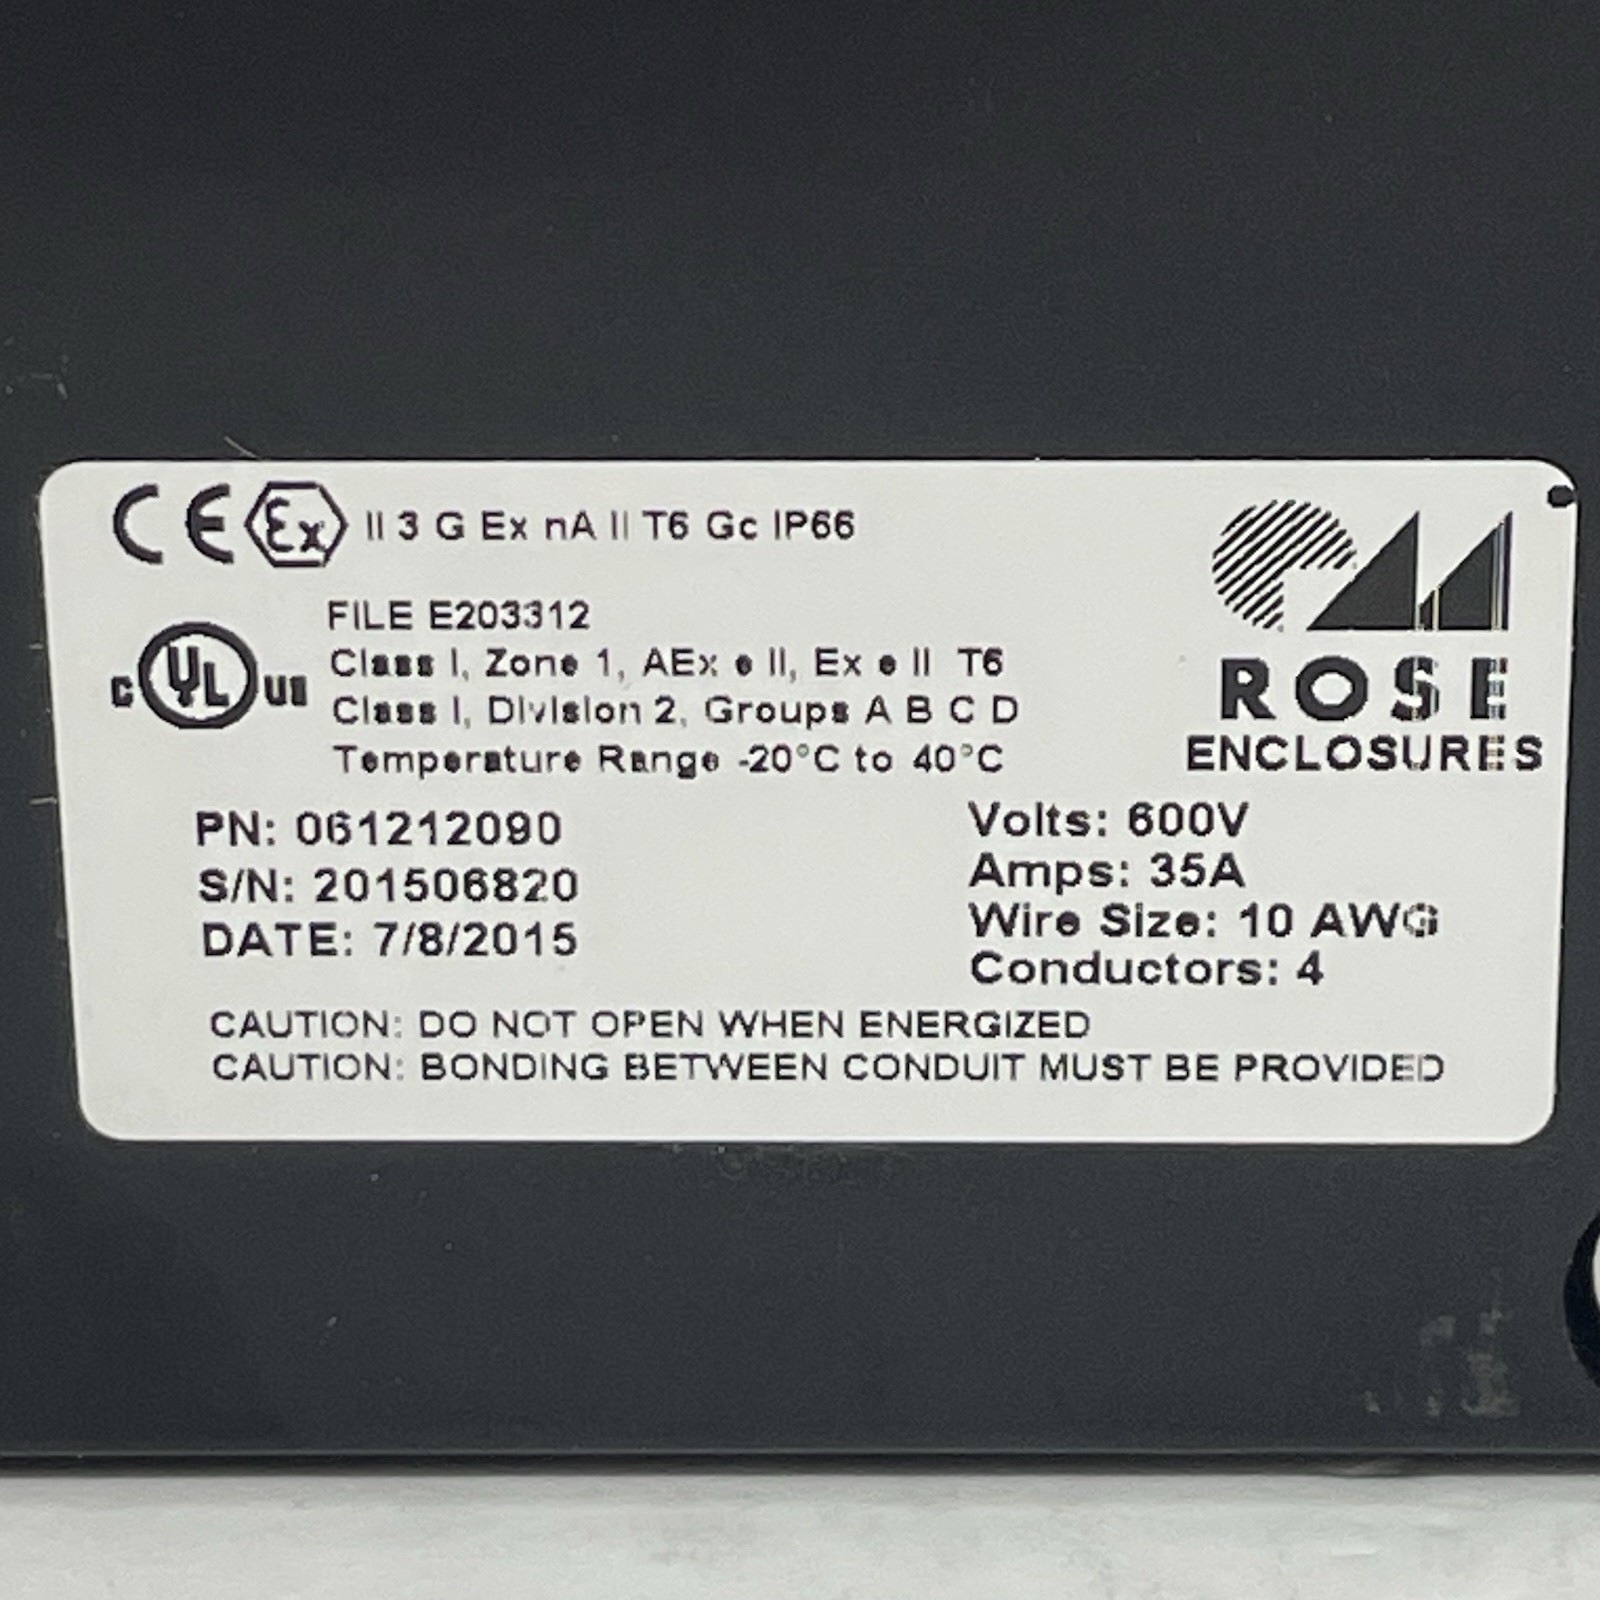 CE Ex II 3 G Ex nA II T6 Gc IP66
FILE E203312
c UL us
Class I, Zone 1, AEx e II, Ex e II T6
Class I, Division 2, Groups A B C D
Temperature Range -20°C to 40°C
ROSE
ENCLOSURES
PN: 061212090
S/N: 201506820
DATE: 7/8/2015
Volts: 600V
Amps: 35A
Wire Size: 10 AWG
Conductors: 4
CAUTION: DO NOT OPEN WHEN ENERGIZED
CAUTION: BONDING BETWEEN CONDUIT MUST BE PROVIDED